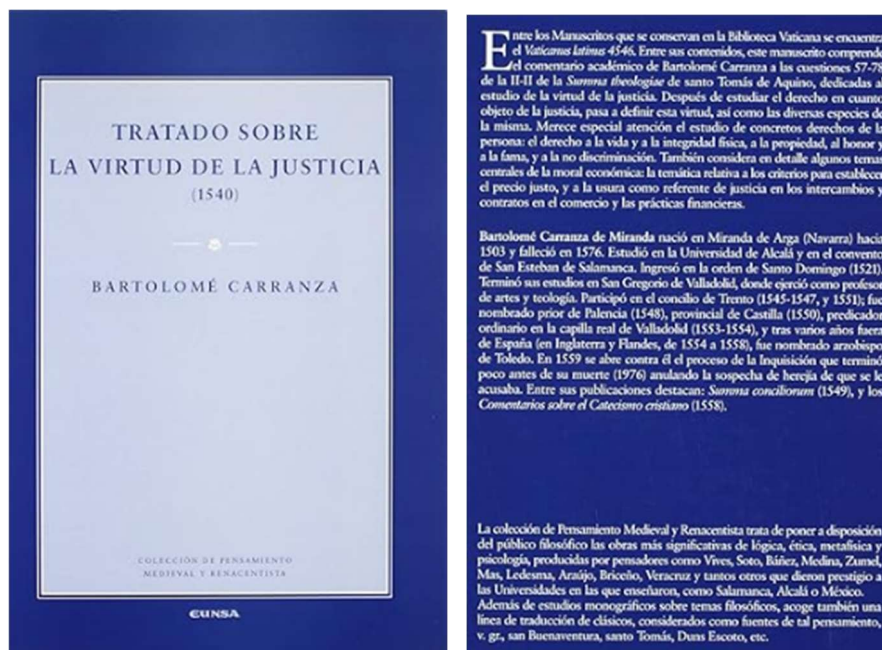 TRATADO SOBRE
LA VIRTUD DE LA JUSTICIA
(1540)
BARTOLOMÉ CARRANZA
COLECCIÓN DE PENSAMIENTO
MEDIEVAL Y RENACENTISTA
EUNSA
Entre los Manuscritos que se conservan en la Biblioteca Vaticana se encuentra
el Vaticanus latinus 4546. Entre sus contenidos, este manuscrito comprende
el comentario académico de Bartolomé Carranza a las cuestiones 57-78
de la II-II de la Summa theologiae de santo Tomás de Aquino, dedicadas al
estudio de la virtud de la justicia. Después de estudiar el derecho en cuanto
objeto de la justicia, pasa a definir esta virtud, así como las diversas especies de
la misma. Merece especial atención el estudio de concretos derechos de la
persona: el derecho a la vida y a la integridad física, a la propiedad, al honor y
a la fama, y a la no discriminación. También considera en detalle algunos temas
centrales de la moral económica: la temática relativa a los criterios para establecer
el precio justo, y a la usura como referente de justicia en los intercambios y
contratos en el comercio y las prácticas financieras.
Bartolomé Carranza de Miranda nació en Miranda de Arga (Navarra) hacia
1503 y falleció en 1576. Estudió en la Universidad de Alcalá y en el convento
de San Esteban de Salamanca. Ingresó en la orden de Santo Domingo (1521).
Terminó sus estudios en San Gregorio de Valladolid, donde ejerció como profesor
de artes y teología. Participó en el concilio de Trento (1545-1547, y 1551); fue
nombrado prior de Palencia (1548), provincial de Castilla (1550), predicador
ordinario en la capilla real de Valladolid (1553-1554), y tras varios años fuera
de España (en Inglaterra y Flandes, de 1554 a 1558), fue nombrado arzobispo
de Toledo. En 1559 se abre contra él el proceso de la Inquisición que terminó
poco antes de su muerte (1976) anulando la sospecha de herejía de que se le
acusaba. Entre sus publicaciones destacan: Summa conciliorum (1549), y los
Comentarios sobre el Catecismo cristiano (1558).
La colección de Pensamiento Medieval y Renacentista trata de poner a disposición
del público filosófico las obras más significativas de lógica, ética, metafísica y
psicología, producidas por pensadores como Vives, Soto, Báñez, Medina, Zumel,
Mas, Ledesma, Araújo, Briceño, Veracruz y tantos otros que dieron prestigio a
las Universidades en las que enseñaron, como Salamanca, Alcalá o México.
Además de estudios monográficos sobre temas filosóficos, acoge también una
línea de traducción de clásicos, considerados como fuentes de tal pensamiento,
v. gr., san Buenaventura, santo Tomás, Duns Escoto, etc.